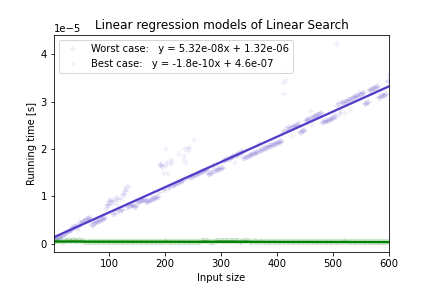 Linear regression models of Linear Search
1e-5
Worst case: y = 5.32e-08x + 1.32e-06
Best case: y = -1.8e-10x + 4.6e-07
4
3
2
1
0
Running time [s]
100 200 300 400 500 600
Input size